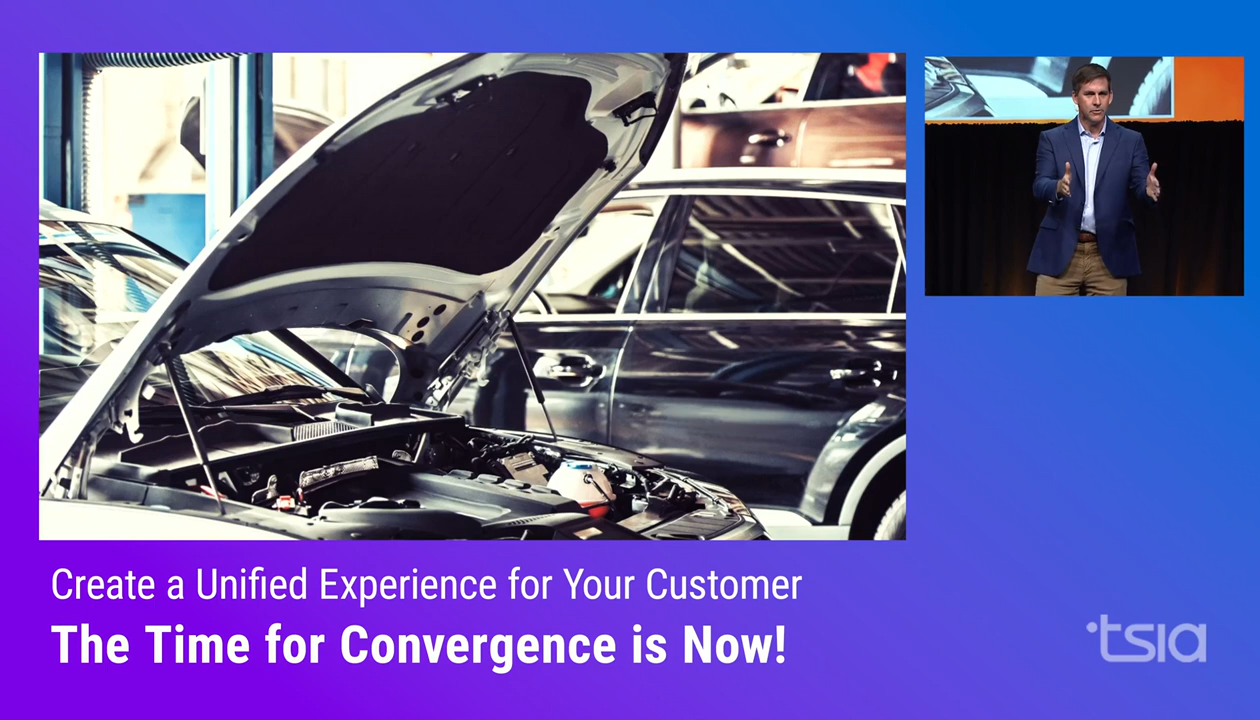 Create a Unified Experience for Your Customer
The Time for Convergence is Now!
tsia